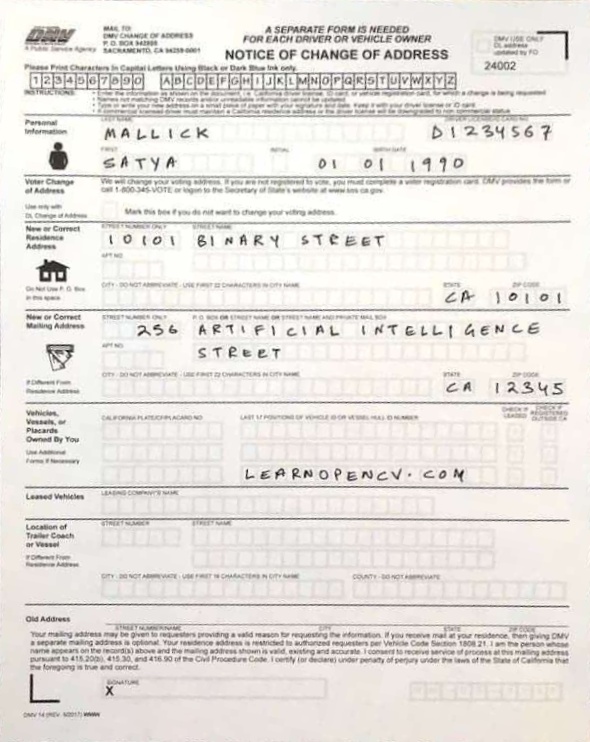 DMV
A Public Service Agency
MAIL TO:
DMV CHANGE OF ADDRESS
P. O. BOX 942859
SACRAMENTO, CA 94259-0001
A SEPARATE FORM IS NEEDED
FOR EACH DRIVER OR VEHICLE OWNER
NOTICE OF CHANGE OF ADDRESS
DMV USE ONLY
DL address
updated by FO
24002
Please Print Characters In Capital Letters Using Black or Dark Blue Ink only.
1 2 3 4 5 6 7 8 9 0 A B C D E F G H I J K L M N O P Q R S T U V W X Y Z
INSTRUCTIONS:
• Enter the information as shown on the document, i.e. California driver license, ID card, or vehicle registration card, for which a change is being requested
• Names not matching DMV records and/or unreadable information cannot be updated
• Type or write your new address on a small piece of paper with your signature and date. Keep it with your driver license or ID card
• A commercial licensed driver must maintain a California residence address or the driver license will be downgraded to non commercial status
Personal
Information
LAST NAME
DRIVER LICENSE/ID CARD NO.
MALLICK D1234567
FIRST INITIAL BIRTH DATE
SATYA 01 01 1990
Voter Change
of Address
We will change your voting address. If you are not registered to vote, you must complete a voter registration card. DMV provides the form or
call 1-800-345-VOTE or logon to the Secretary of State's website at www.sos.ca.gov.
Use only with
DL Change of Address
Mark this box if you do not want to change your voting address.
New or Correct
Residence
Address
STREET NUMBER ONLY STREET NAME
10101 BINARY STREET
APT NO.
Do Not Use P. O. Box
in this space
CITY - DO NOT ABBREVIATE - USE FIRST 22 CHARACTERS IN CITY NAME STATE ZIP CODE
CA 10101
New or Correct
Mailing Address
STREET NUMBER ONLY P. O. BOX OR STREET NAME OR STREET NAME AND PRIVATE MAIL BOX
256 ARTIFICIAL INTELLIGENCE
APT NO.
STREET
If Different From
Residence Address
CITY - DO NOT ABBREVIATE - USE FIRST 22 CHARACTERS IN CITY NAME STATE ZIP CODE
CA 12345
Vehicles,
Vessels, or
Placards
Owned By You
CALIFORNIA PLATE/CF/PLACARD NO. LAST 17 POSITIONS OF VEHICLE ID OR VESSEL HULL ID NUMBER
CHECK IF
LEASED
CHECK IF
REGISTERED
OUTSIDE CA
Use Additional
Forms If Necessary
LEARNOPENCV.COM
Leased Vehicles
LEASING COMPANY'S NAME
Location of
Trailer Coach
or Vessel
STREET NUMBER STREET NAME
If Different From
Residence Address
CITY - DO NOT ABBREVIATE - USE FIRST 18 CHARACTERS IN CITY NAME COUNTY - DO NOT ABBREVIATE
Old Address
STREET NUMBER/NAME CITY STATE ZIP CODE
Your mailing address may be given to requesters providing a valid reason for requesting the information. If you receive mail at your residence, then giving DMV
a separate mailing address is optional. Your residence address is restricted to authorized requesters per Vehicle Code Section 1808.21. I am the person whose
name appears on the record(s) above and the mailing address shown is valid, existing and accurate. I consent to receive service of process at this mailing address
pursuant to 415.20(b), 415.30, and 416.90 of the Civil Procedure Code. I certify (or declare) under penalty of perjury under the laws of the State of California that
the foregoing is true and correct.
SIGNATURE
X
DMV 14 (REV. 5/2017) WWW